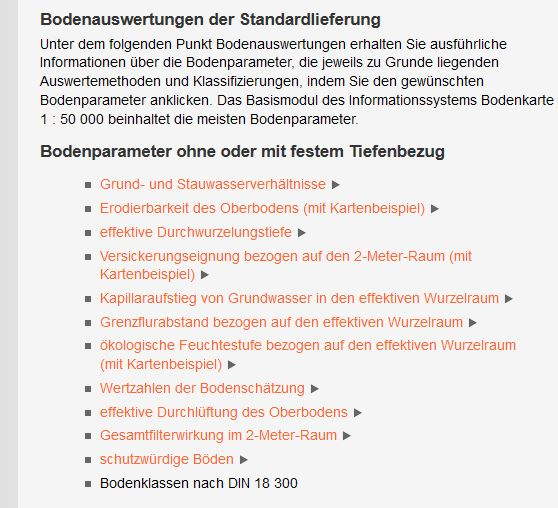 Bodenauswertungen der Standardlieferung
Unter dem folgenden Punkt Bodenauswertungen erhalten Sie ausführliche
Informationen über die Bodenparameter, die jeweils zu Grunde liegenden
Auswertemethoden und Klassifizierungen, indem Sie den gewünschten
Bodenparameter anklicken. Das Basismodul des Informationssystems Bodenkarte
1 : 50 000 beinhaltet die meisten Bodenparameter.
Bodenparameter ohne oder mit festem Tiefenbezug
Grund- und Stauwasserverhältnisse
Erodierbarkeit des Oberbodens (mit Kartenbeispiel)
effektive Durchwurzelungstiefe
Versickerungseignung bezogen auf den 2-Meter-Raum (mit
Kartenbeispiel)
Kapillaraufstieg von Grundwasser in den effektiven Wurzelraum
Grenzflurabstand bezogen auf den effektiven Wurzelraum
ökologische Feuchtestufe bezogen auf den effektiven Wurzelraum
(mit Kartenbeispiel)
Wertzahlen der Bodenschätzung
effektive Durchlüftung des Oberbodens
Gesamtfilterwirkung im 2-Meter-Raum
schutzwürdige Böden
Bodenklassen nach DIN 18 300